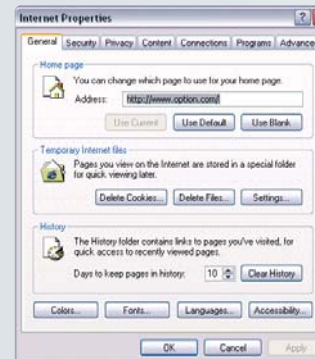 Internet Properties
General Security Privacy Content Connections Programs Advance
Home page
You can change which page to use for your home page.
Address: http://www.option.com/
Use Current Use Default Use Blank
Temporary Internet files
Pages you view on the Internet are stored in a special folder
for quick viewing later.
Delete Cookies... Delete Files... Settings...
History
The History folder contains links to pages you've visited, for
quick access to recently viewed pages.
Days to keep pages in history: 10 Clear History
Colors... Fonts... Languages... Accessibility...
OK Cancel Apply